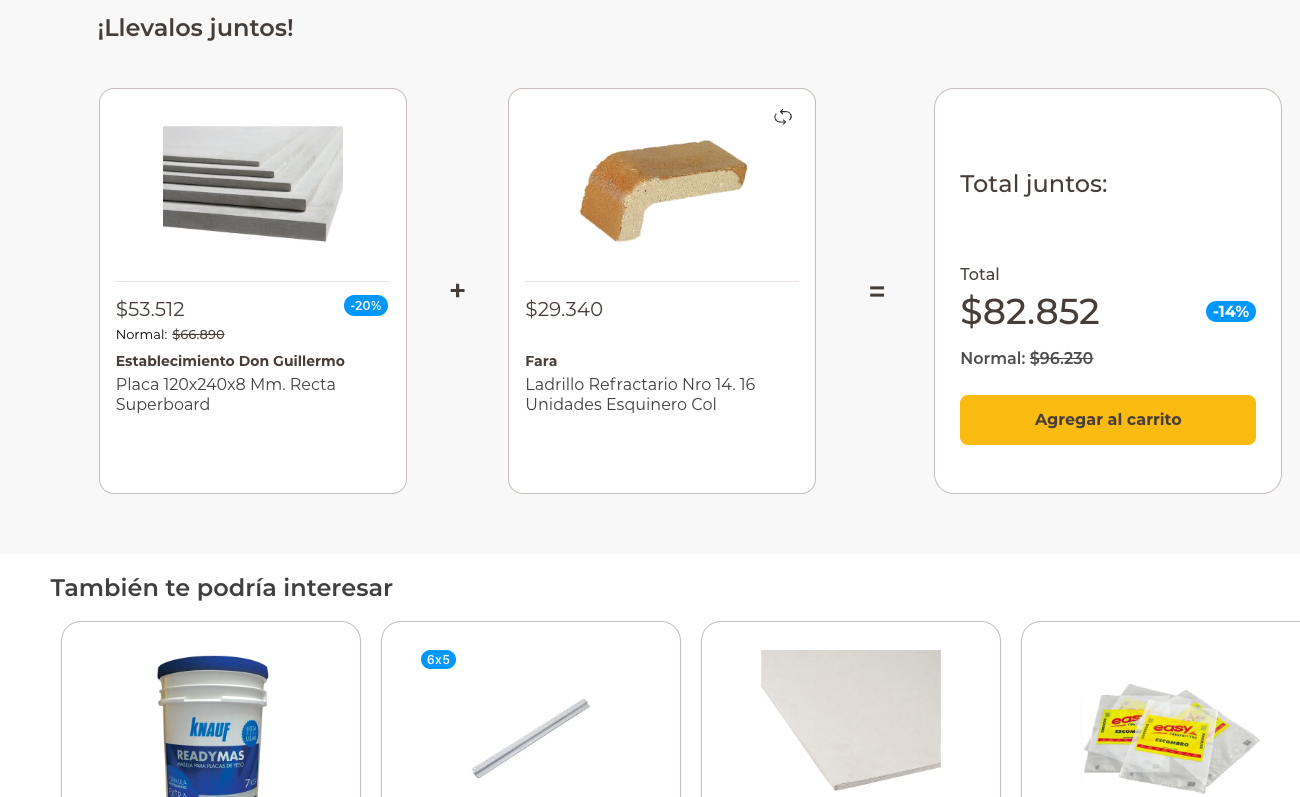 ¡Llevalos juntos!
$53.512
-20%
Normal: $66.890
Establecimiento Don Guillermo
Placa 120x240x8 Mm. Recta
Superboard
+
$29.340
Fara
Ladrillo Refractario Nro 14. 16
Unidades Esquinero Col
=
Total juntos:
Total
$82.852
-14%
Normal: $96.230
Agregar al carrito
También te podría interesar
KNAUF
READYMAS
MASILLA PARA PLACAS DE YESO
6x5
easy
ESCOMBRO